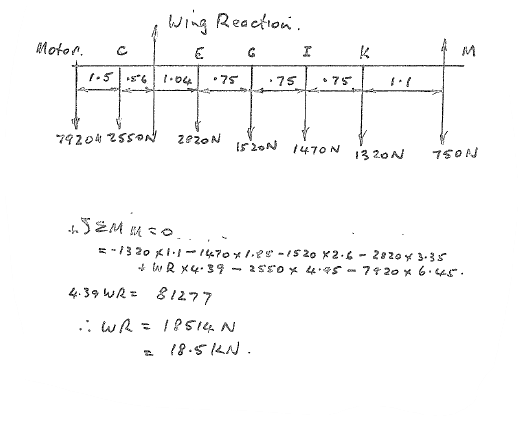 Wing Reaction.
Motor. C E G I K M
1.5 .56 1.04 .75 .75 .75 1.1
7920N 2550N 2820N 1520N 1470N 1320N 750N
+ ΣM M = 0
= -1320 x 1.1 - 1470 x 1.85 - 1520 x 2.6 - 2820 x 3.35
+ WR x 4.39 - 2550 x 4.95 - 7920 x 6.45.
4.39 WR = 81277
∴ WR = 18514 N
= 18.5 KN.